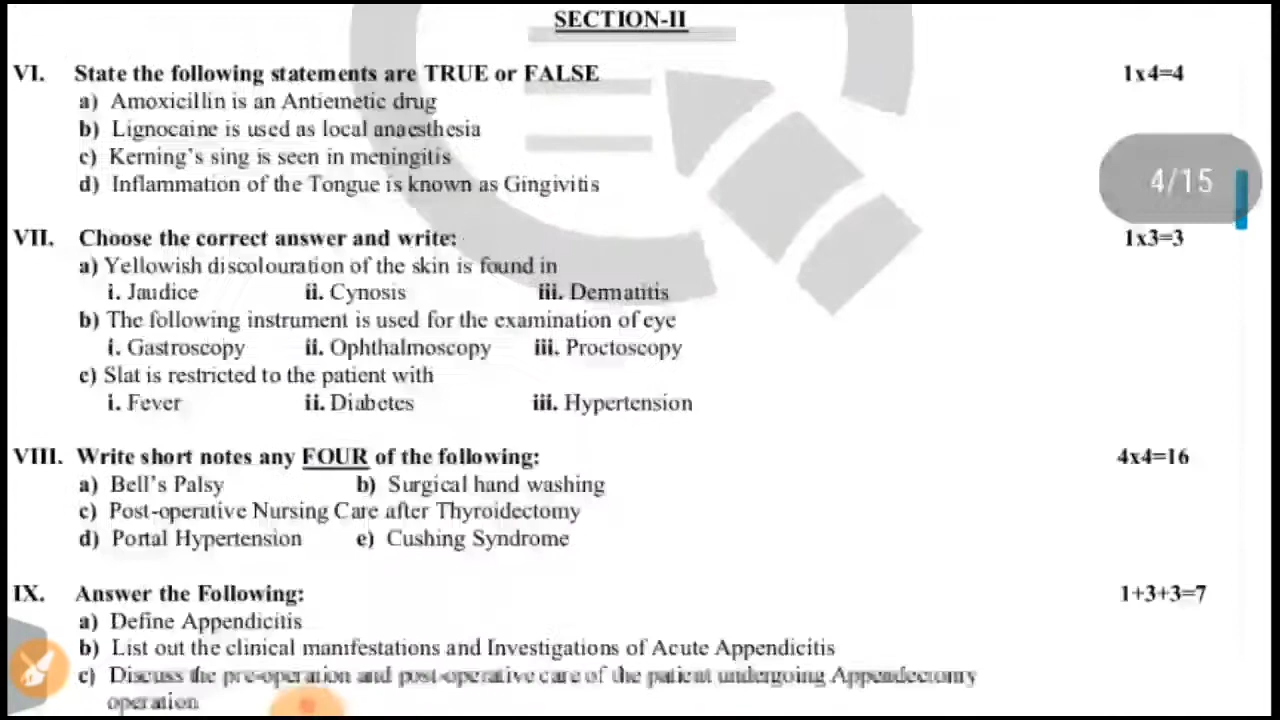 SECTION-II
VI. State the following statements are TRUE or FALSE 1x4=4
a) Amoxicillin is an Antiemetic drug
b) Lignocaine is used as local anaesthesia
c) Kerning's sing is seen in meningitis
d) Inflammation of the Tongue is known as Gingivitis
4/15
VII. Choose the correct answer and write: 1x3=3
a) Yellowish discolouration of the skin is found in
i. Jaudice ii. Cynosis iii. Dermatitis
b) The following instrument is used for the examination of eye
i. Gastroscopy ii. Ophthalmoscopy iii. Proctoscopy
c) Slat is restricted to the patient with
i. Fever ii. Diabetes iii. Hypertension
VIII. Write short notes any FOUR of the following: 4x4=16
a) Bell's Palsy b) Surgical hand washing
c) Post-operative Nursing Care after Thyroidectomy
d) Portal Hypertension e) Cushing Syndrome
IX. Answer the Following: 1+3+3=7
a) Define Appendicitis
b) List out the clinical manifestations and Investigations of Acute Appendicitis
c) Discuss the pre-operation and post-operative care of the patient undergoing Appendectomy
operation